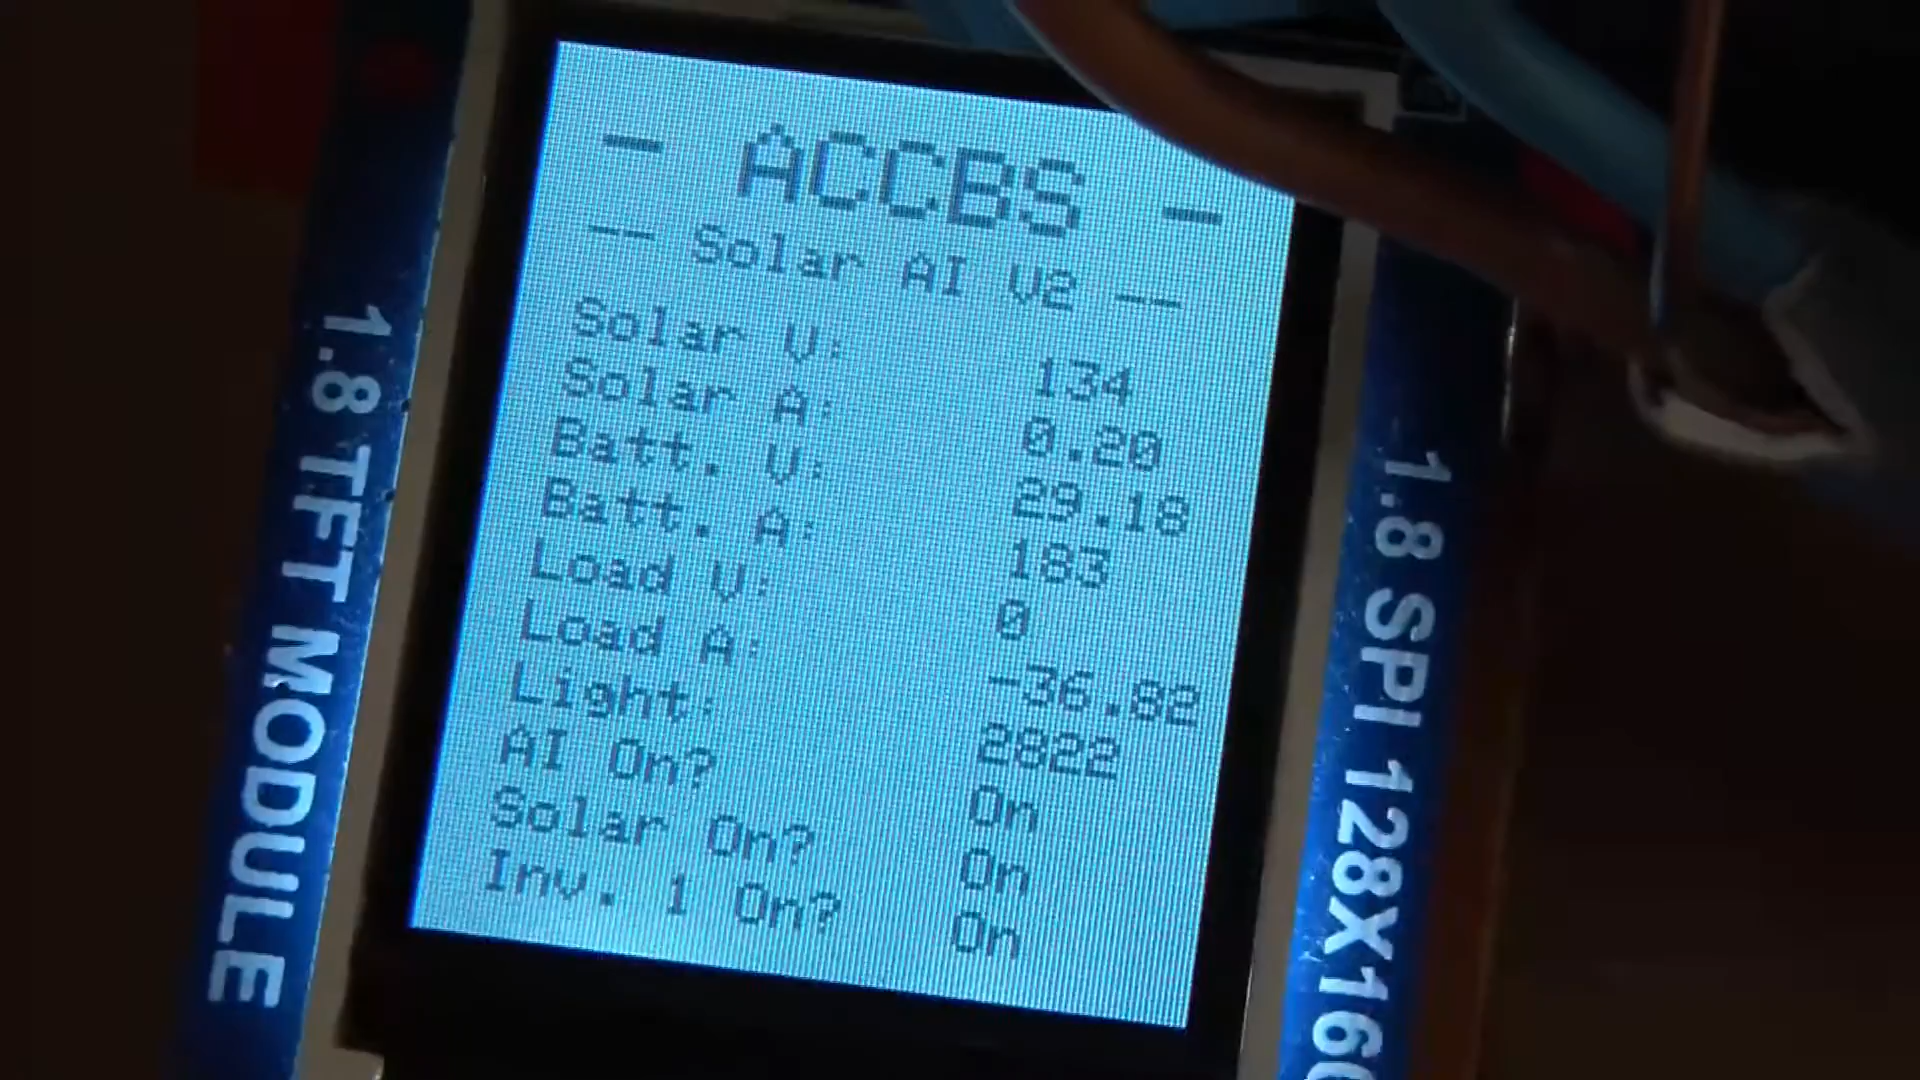 - ACCBS -
-- Solar AI V2 --
Solar V: 134
Solar A: 0.20
Batt. V: 29.18
Batt. A: 183
Load V: 0
Load A: -36.82
Light: 2822
AI On? On
Solar On? On
Inv. 1 On? On
1.8 TFT MODULE
1.8 SPI 128X160